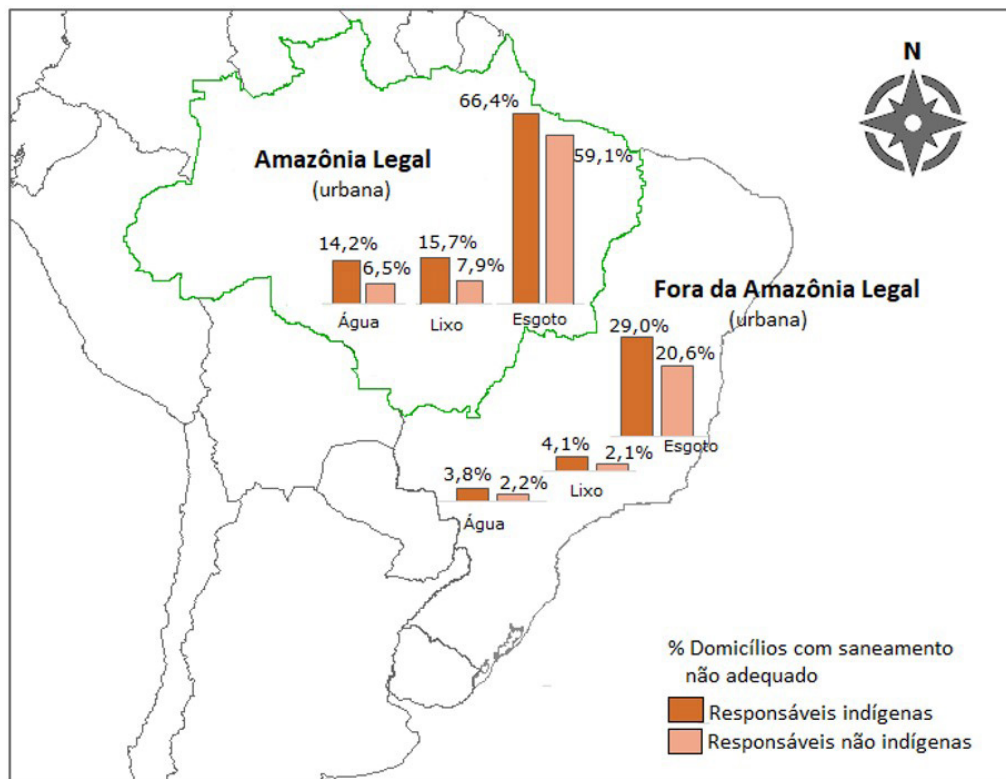 N
Amazônia Legal
(urbana)
66,4%
59,1%
14,2%
6,5%
15,7%
7,9%
Água
Lixo
Esgoto
Fora da Amazônia Legal
(urbana)
29,0%
20,6%
Esgoto
4,1%
2,1%
Lixo
3,8%
2,2%
Água
% Domicílios com saneamento
não adequado
Responsáveis indígenas
Responsáveis não indígenas